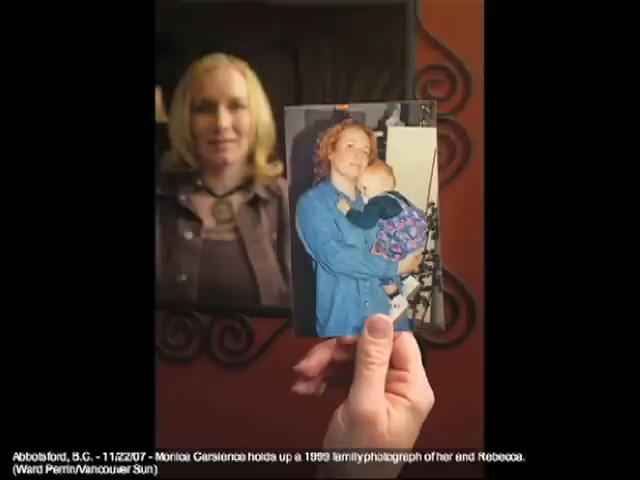 Abbotsford, B.C. - 11/22/07 - Monica Carsience holds up a 1999 family photograph of her and Rebecca.
(Ward Perrin/Vancouver Sun)